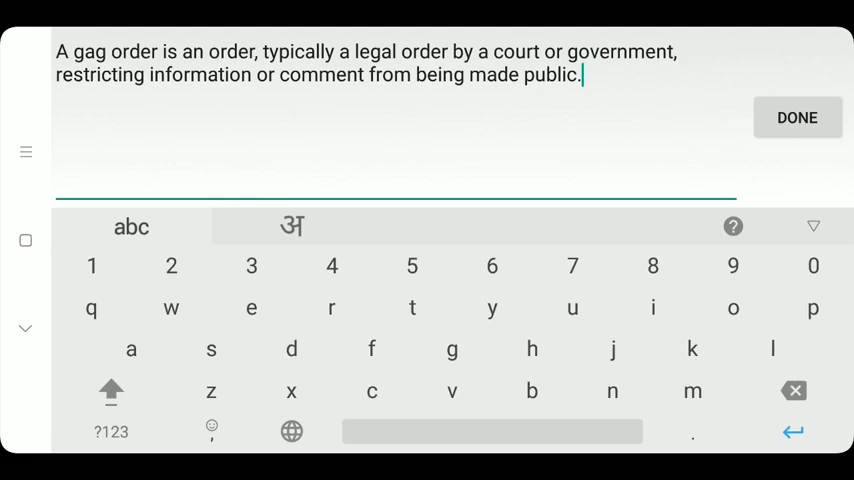 A gag order is an order, typically a legal order by a court or government,
restricting information or comment from being made public.
DONE
abc अ ?
1 2 3 4 5 6 7 8 9 0
q w e r t y u i o p
a s d f g h j k l
z x c v b n m
?123 , .